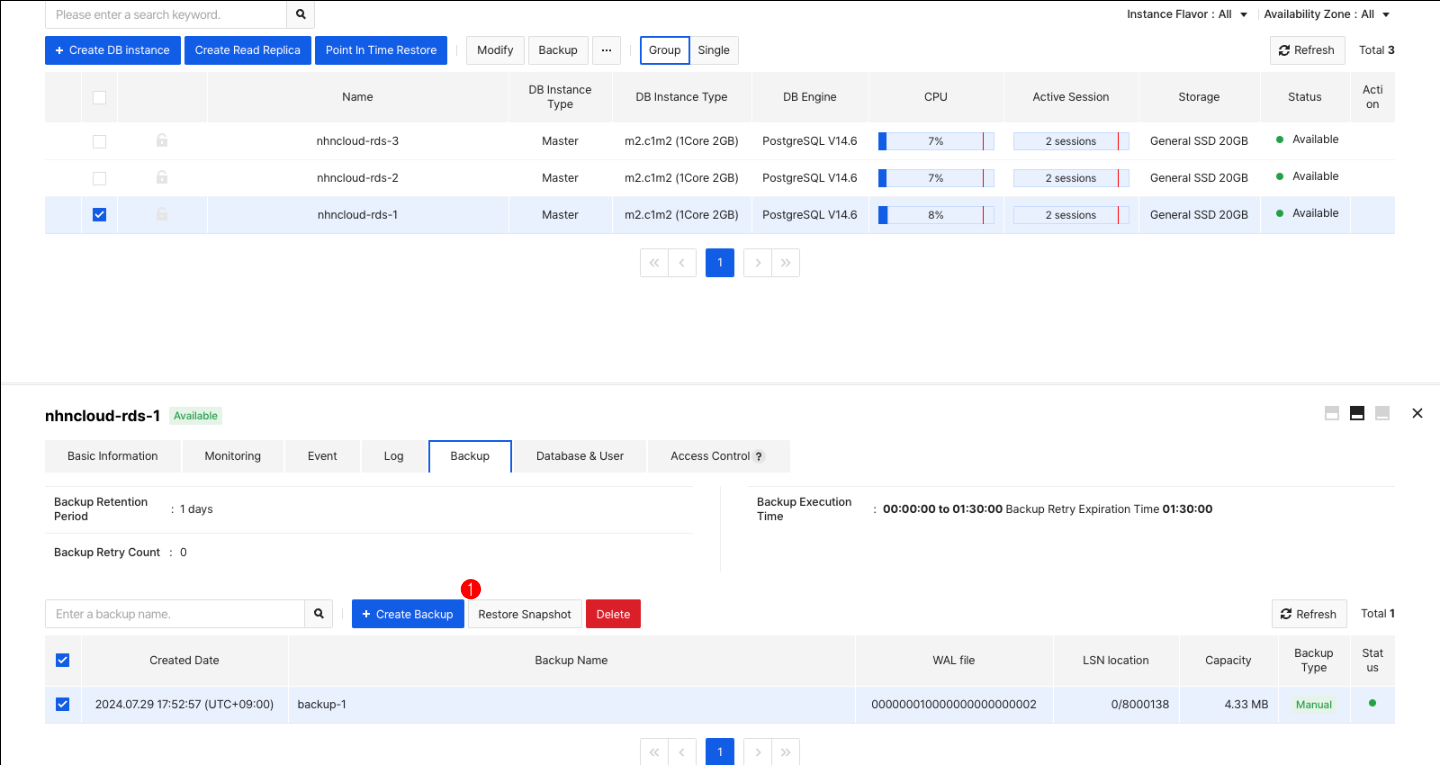 Please enter a search keyword.
Instance Flavor : All
Availability Zone : All
+ Create DB instance
Create Read Replica
Point In Time Restore
Modify
Backup
...
Group
Single
Refresh
Total 3
Name
DB Instance
Type
DB Instance Type
DB Engine
CPU
Active Session
Storage
Status
Acti
on
nhncloud-rds-3
Master
m2.c1m2 (1Core 2GB)
PostgreSQL V14.6
7%
2 sessions
General SSD 20GB
Available
nhncloud-rds-2
Master
m2.c1m2 (1Core 2GB)
PostgreSQL V14.6
7%
2 sessions
General SSD 20GB
Available
nhncloud-rds-1
Master
m2.c1m2 (1Core 2GB)
PostgreSQL V14.6
8%
2 sessions
General SSD 20GB
Available
1
nhncloud-rds-1
Available
Basic Information
Monitoring
Event
Log
Backup
Database & User
Access Control ?
Backup Retention
Period
: 1 days
Backup Execution
Time
: 00:00:00 to 01:30:00 Backup Retry Expiration Time 01:30:00
Backup Retry Count : 0
1
Enter a backup name.
+ Create Backup
Restore Snapshot
Delete
Refresh
Total 1
Created Date
Backup Name
WAL file
LSN location
Capacity
Backup
Type
Stat
us
2024.07.29 17:52:57 (UTC+09:00)
backup-1
000000010000000000000002
0/8000138
4.33 MB
Manual
1